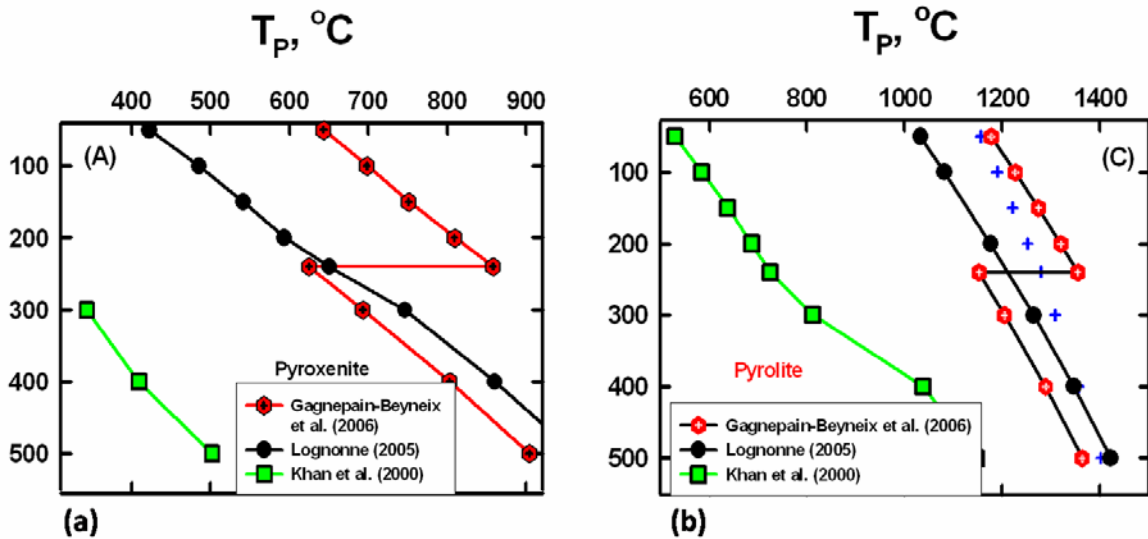 T_P, °C
400 500 600 700 800 900
(A)
100
200
300
400
500
Pyroxenite
Gagnepain-Beyneix
et al. (2006)
Lognonne (2005)
Khan et al. (2000)
(a)
T_P, °C
600 800 1000 1200 1400
(C)
100
200
300
400
500
Pyrolite
Gagnepain-Beyneix et al. (2006)
Lognonne (2005)
Khan et al. (2000)
(b)